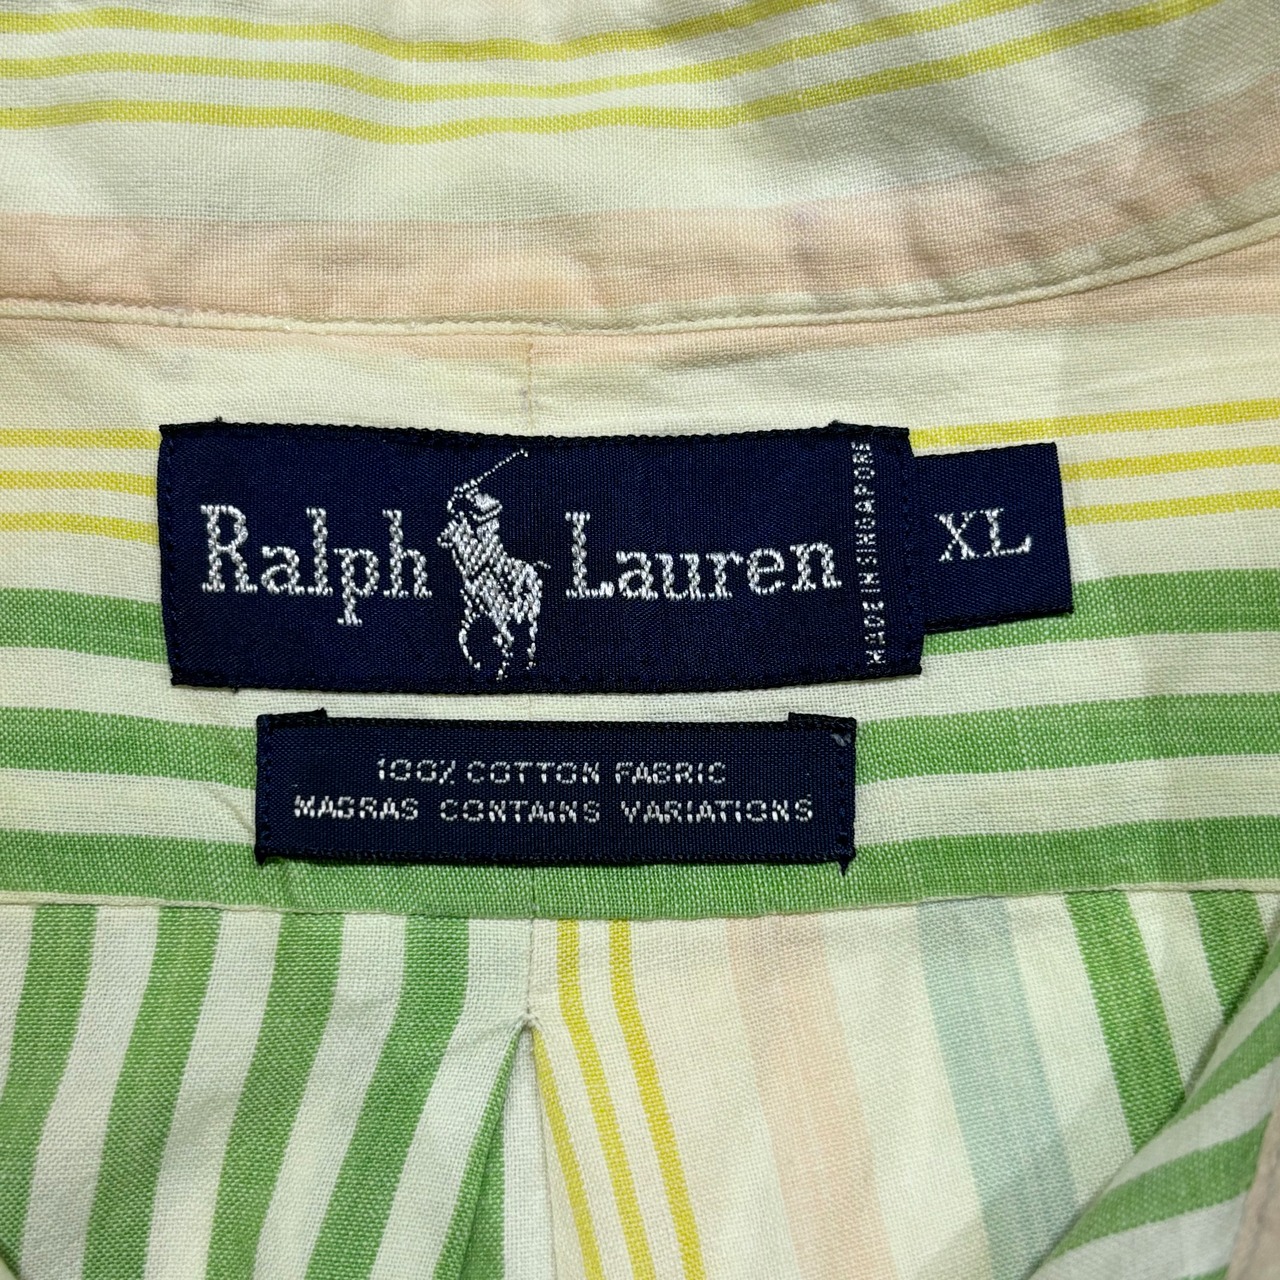 Ralph Lauren
MADE IN SINGAPORE
XL
100% COTTON FABRIC
MADRAS CONTAINS VARIATIONS